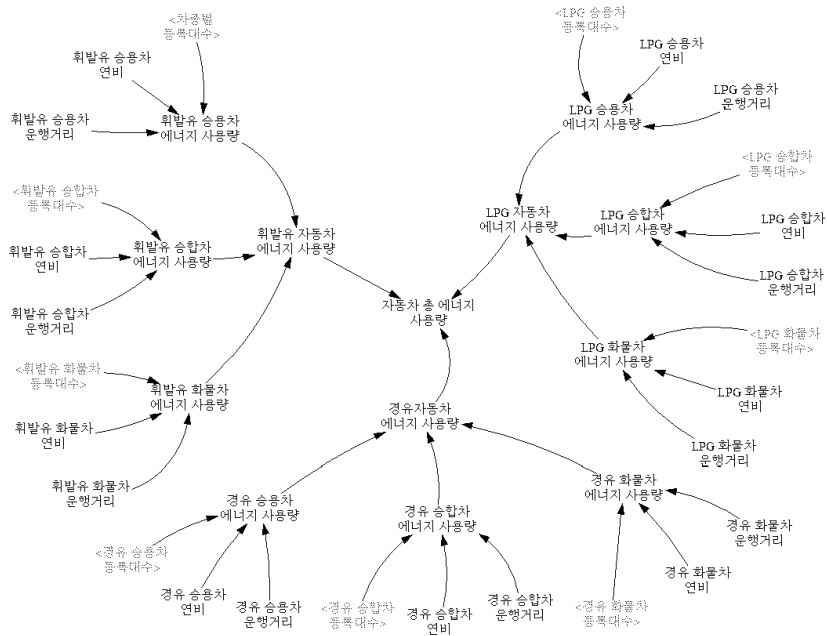 <차종별
등록대수>
휘발유 승용차
연비
휘발유 승용차
운행거리
휘발유 승용차
에너지 사용량
<휘발유 승합차
등록대수>
휘발유 승합차
연비
휘발유 승합차
에너지 사용량
휘발유 승합차
운행거리
휘발유 자동차
에너지 사용량
<휘발유 화물차
등록대수>
휘발유 화물차
에너지 사용량
휘발유 화물차
연비
휘발유 화물차
운행거리
<LPG 승용차
등록대수>
LPG 승용차
연비
LPG 승용차
운행거리
LPG 승용차
에너지 사용량
<LPG 승합차
등록대수>
LPG 자동차
에너지 사용량
LPG 승합차
에너지 사용량
LPG 승합차
연비
LPG 승합차
운행거리
자동차 총 에너지
사용량
<LPG 화물차
등록대수>
LPG 화물차
에너지 사용량
LPG 화물차
연비
LPG 화물차
운행거리
경유자동차
에너지 사용량
경유 승용차
에너지 사용량
<경유 승용차
등록대수>
경유 승용차
연비
경유 승용차
운행거리
경유 승합차
에너지 사용량
<경유 승합차
등록대수>
경유 승합차
연비
경유 승합차
운행거리
경유 화물차
에너지 사용량
경유 화물차
운행거리
경유 화물차
연비
<경유 화물차
등록대수>